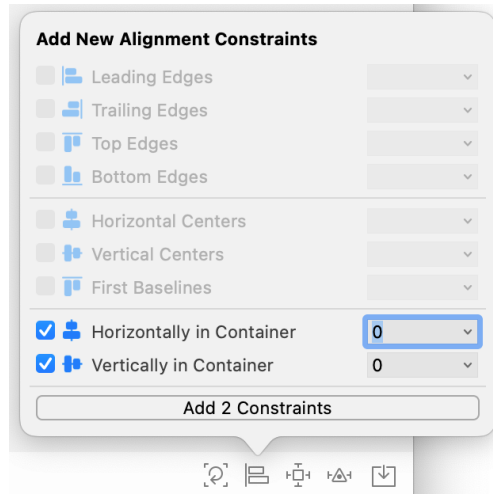 Add New Alignment Constraints
Leading Edges
Trailing Edges
Top Edges
Bottom Edges
Horizontal Centers
Vertical Centers
First Baselines
Horizontally in Container 0
Vertically in Container 0
Add 2 Constraints